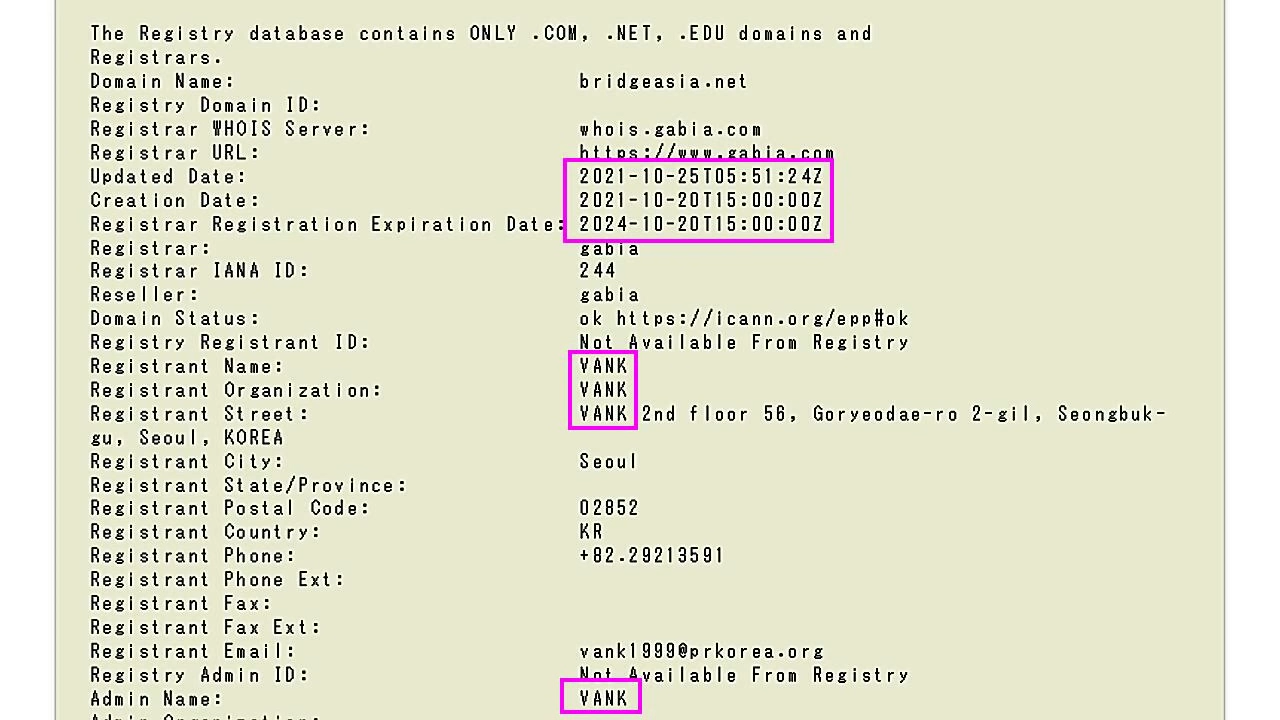 The Registry database contains ONLY .COM, .NET, .EDU domains and
Registrars.
Domain Name: bridgeasia.net
Registry Domain ID:
Registrar WHOIS Server: whois.gabia.com
Registrar URL: https://www.gabia.com
Updated Date: 2021-10-25T05:51:24Z
Creation Date: 2021-10-20T15:00:00Z
Registrar Registration Expiration Date: 2024-10-20T15:00:00Z
Registrar: gabia
Registrar IANA ID: 244
Reseller: gabia
Domain Status: ok https://icann.org/epp#ok
Registry Registrant ID: Not Available From Registry
Registrant Name: VANK
Registrant Organization: VANK
Registrant Street: VANK 2nd floor 56, Goryeodae-ro 2-gil, Seongbuk-
gu, Seoul, KOREA
Registrant City: Seoul
Registrant State/Province:
Registrant Postal Code: 02852
Registrant Country: KR
Registrant Phone: +82.29213591
Registrant Phone Ext:
Registrant Fax:
Registrant Fax Ext:
Registrant Email: vank1999@prkorea.org
Registry Admin ID: Not Available From Registry
Admin Name: VANK